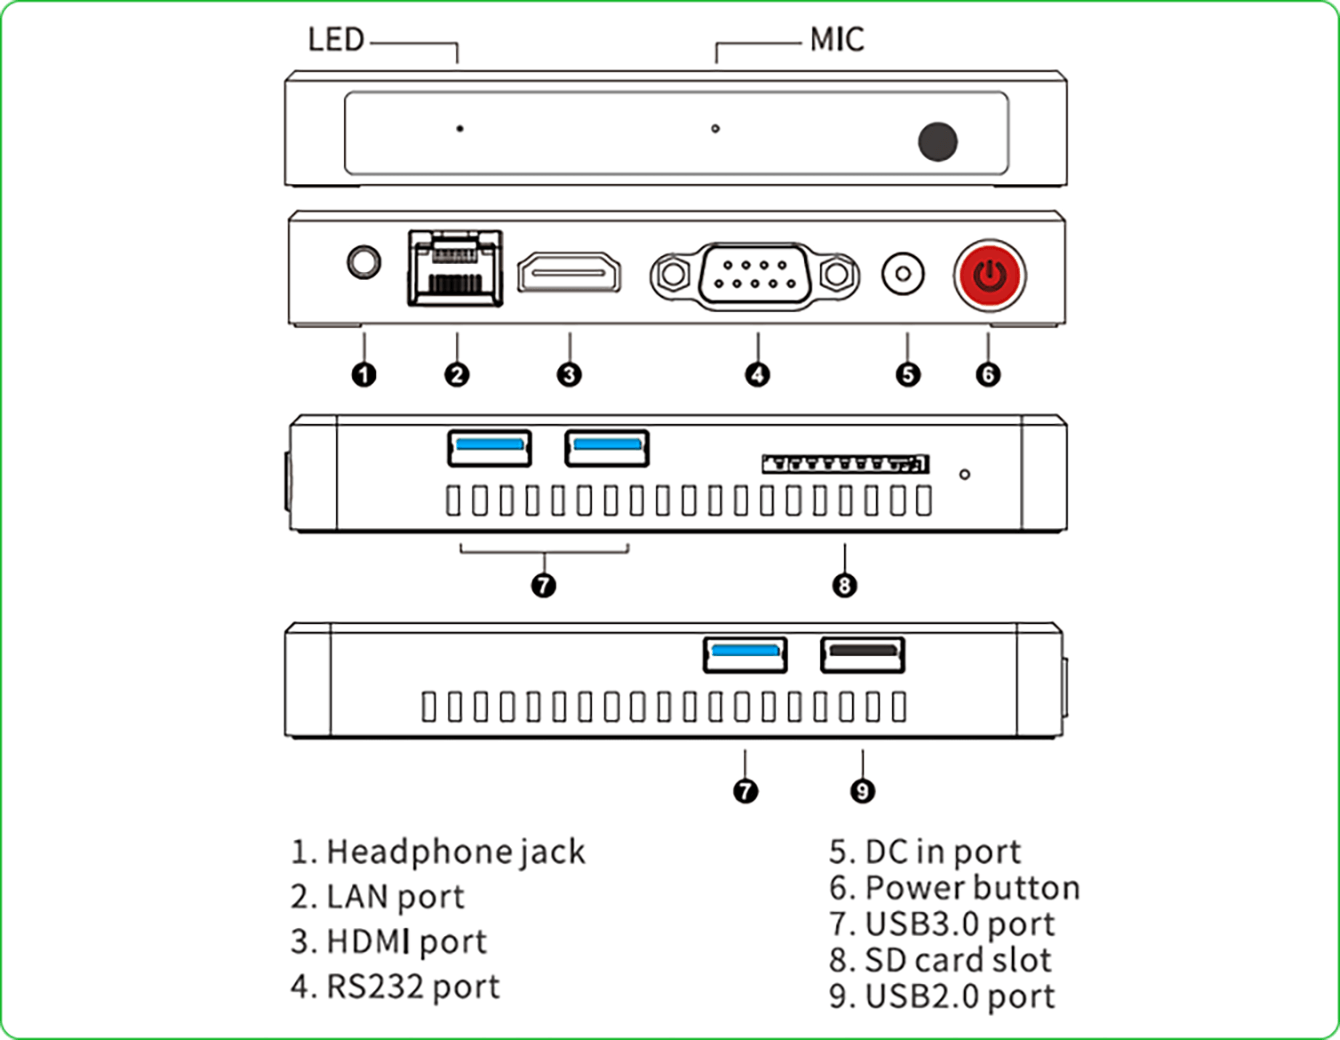 LED MIC
1 2 3 4 5 6
7 8
7 9
1. Headphone jack
2. LAN port
3. HDMI port
4. RS232 port
5. DC in port
6. Power button
7. USB3.0 port
8. SD card slot
9. USB2.0 port